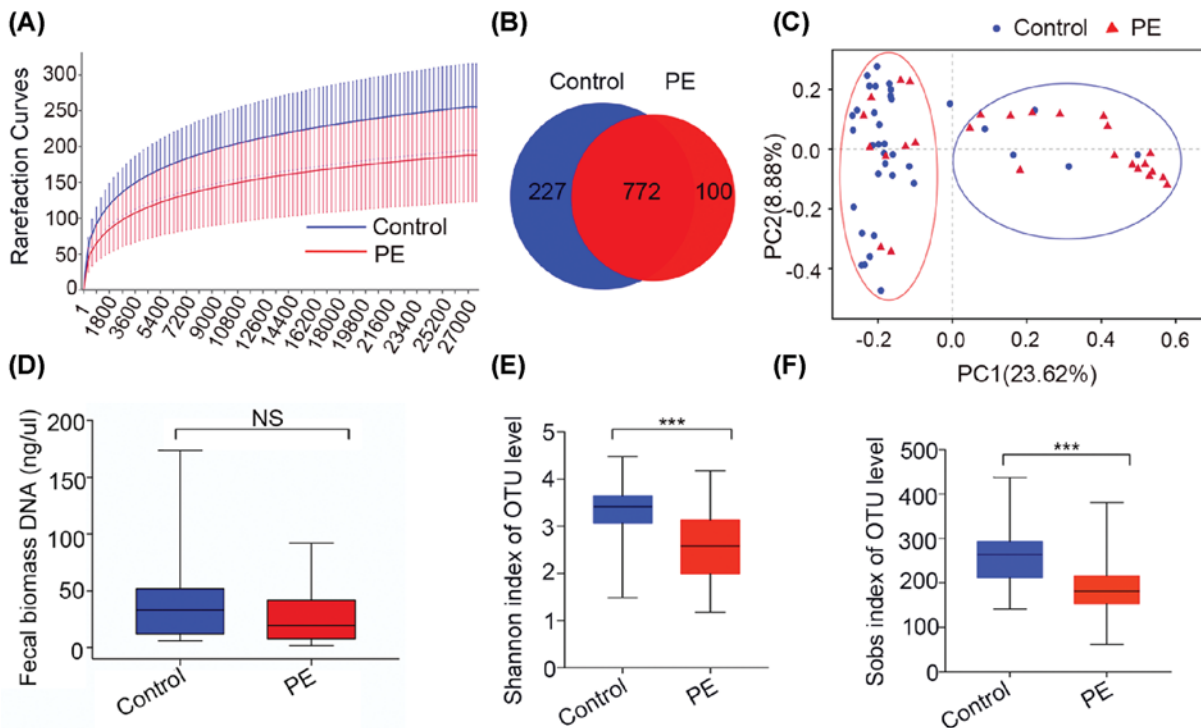 (A)
Rarefaction Curves
300
250
200
150
100
50
0
1
1800
3600
5400
7200
9000
10800
12600
14400
16200
18000
19800
21600
23400
25200
27000
Control
PE
(B)
Control PE
227 772 100
(C)
Control PE
PC2(8.88%)
0.2
0.0
-0.2
-0.4
-0.2 0.0 0.2 0.4 0.6
PC1(23.62%)
(D)
Fecal biomass DNA (ng/ul)
200
150
100
50
0
NS
Control PE
(E)
Shannon index of OTU level
5
4
3
2
1
0
***
Control PE
(F)
Sobs index of OTU level
500
400
300
200
100
0
***
Control PE